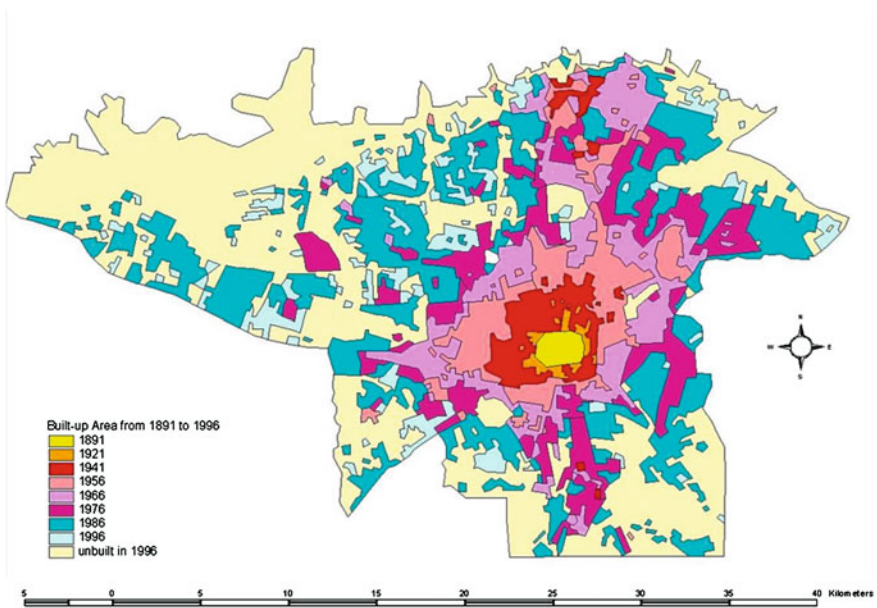 N
W E
S
Built-up Area from 1891 to 1996
1891
1921
1941
1956
1966
1976
1986
1996
unbuilt in 1996
5 0 5 10 15 20 25 30 35 40 Kilometers